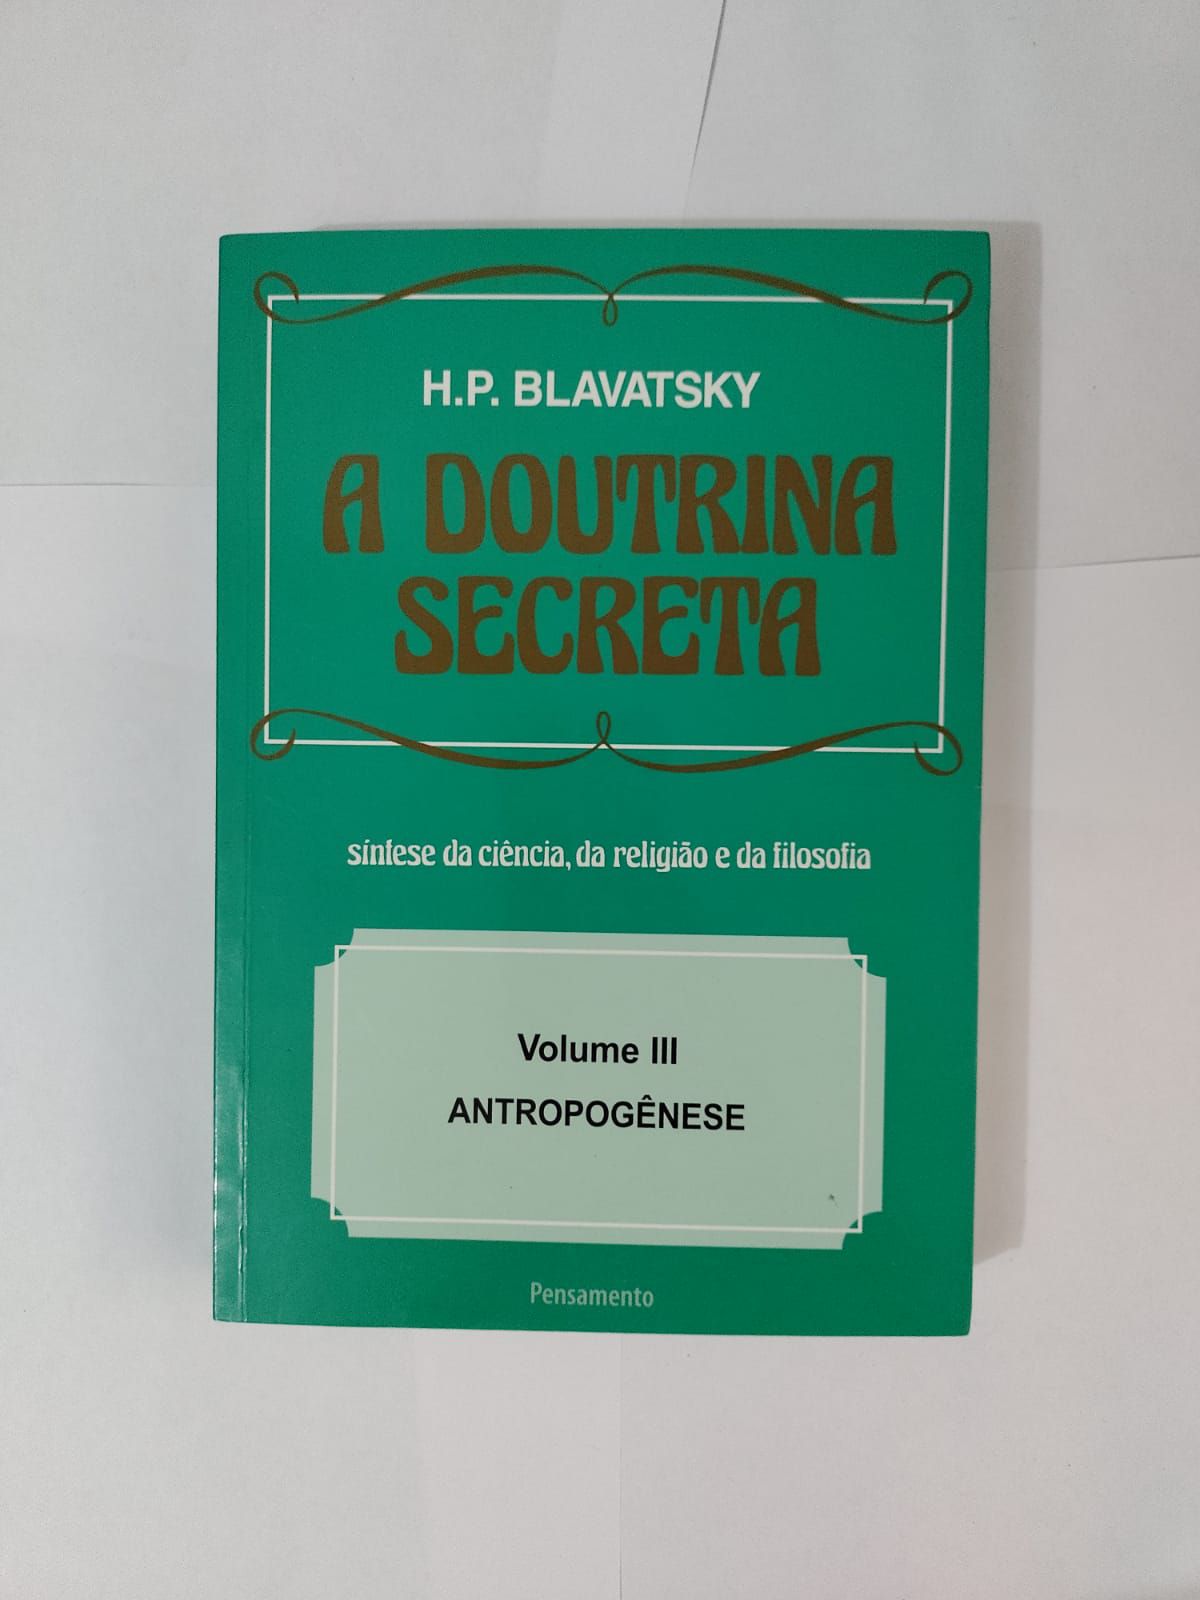 H.P. BLAVATSKY
A DOUTRINA
SECRETA
síntese da ciência, da religião e da filosofia
Volume III
ANTROPOGÊNESE
Pensamento